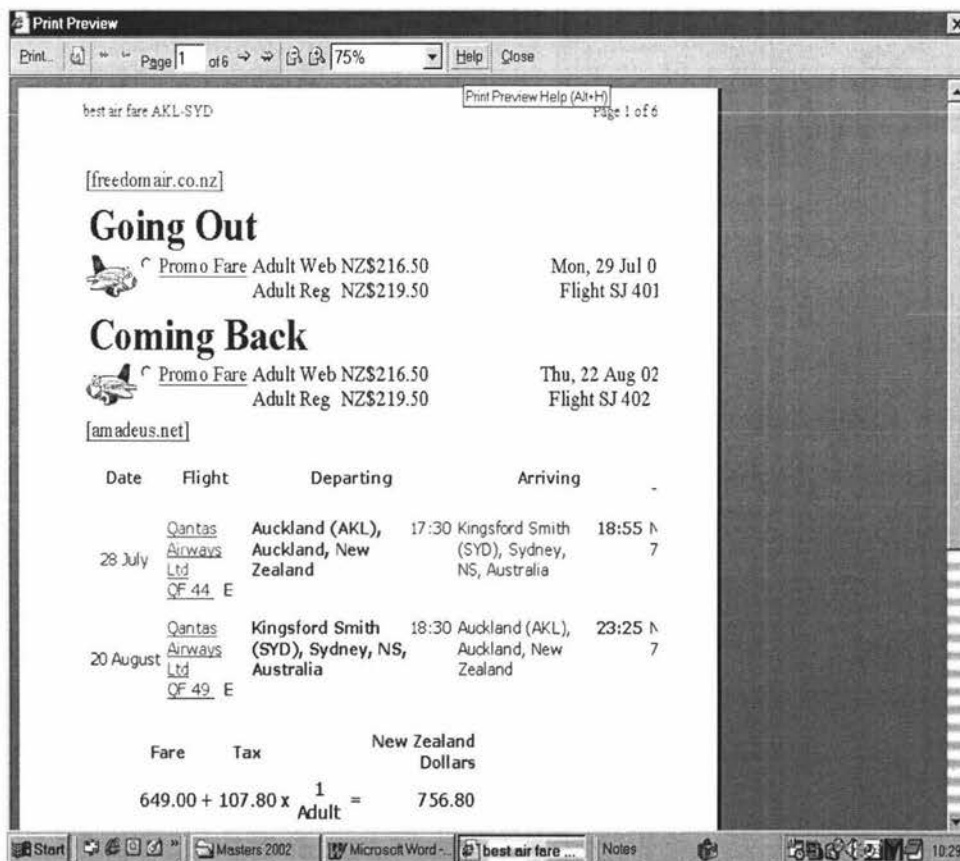 Print Preview
Print... Page 1 of 6 75% Help Close
Print Preview Help (Alt+H)
best air fare AKL-SYD Page 1 of 6
[freedomair.co.nz]
Going Out
Promo Fare Adult Web NZ$216.50 Mon, 29 Jul 0
Adult Reg NZ$219.50 Flight SJ 401
Coming Back
Promo Fare Adult Web NZ$216.50 Thu, 22 Aug 02
Adult Reg NZ$219.50 Flight SJ 402
[amadeus.net]
Date Flight Departing Arriving
Qantas Auckland (AKL), 17:30 Kingsford Smith 18:55 N
28 July Airways Auckland, New (SYD), Sydney, 7
Ltd Zealand NS, Australia
QF 44 E
Qantas Kingsford Smith 18:30 Auckland (AKL), 23:25 N
20 August Airways (SYD), Sydney, NS, Auckland, New 7
Ltd Australia Zealand
QF 49 E
Fare Tax New Zealand
Dollars
649.00 + 107.80 x 1 Adult = 756.80
Start » Masters 2002 Microsoft Word -... best air fare ... Notes 10:29